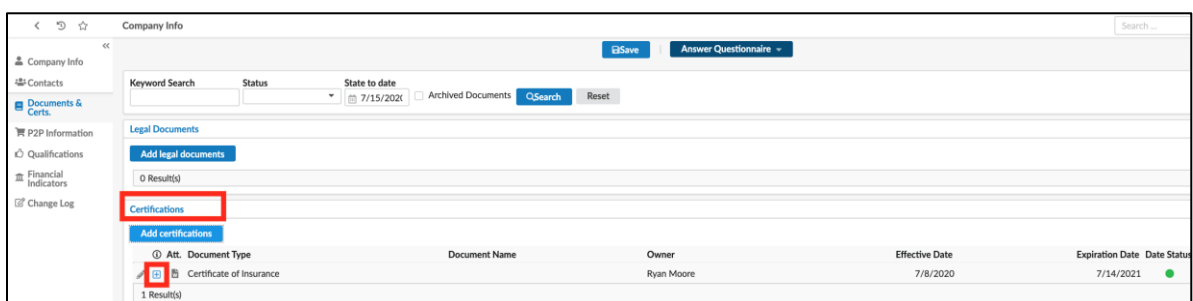 Company Info
Search ...
Company Info
Contacts
Documents &
Certs.
P2P Information
Qualifications
Financial
Indicators
Change Log
Save
Answer Questionnaire
Keyword Search
Status
State to date
7/15/202(
Archived Documents
Search
Reset
Legal Documents
Add legal documents
0 Result(s)
Certifications
Add certifications
Att. Document Type Document Name Owner Effective Date Expiration Date Date Status
Certificate of Insurance Ryan Moore 7/8/2020 7/14/2021
1 Result(s)